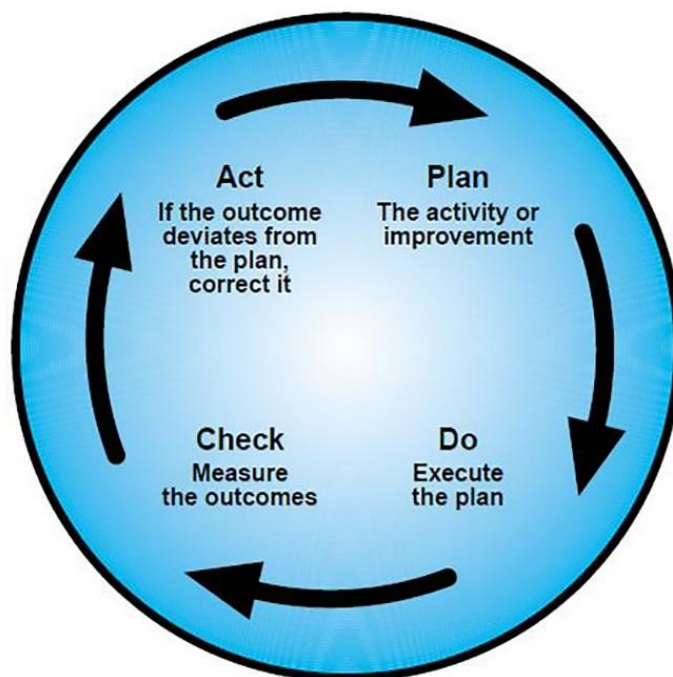 Act
If the outcome
deviates from
the plan,
correct it
Plan
The activity or
improvement
Check
Measure
the outcomes
Do
Execute
the plan